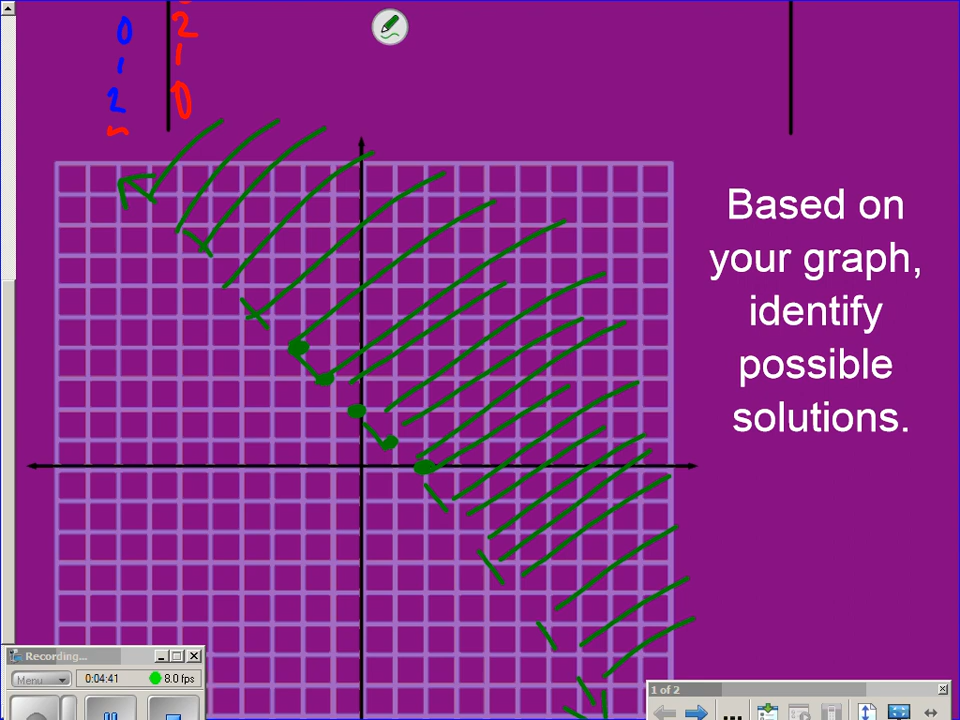 0 2
1 1
2 0
Based on
your graph,
identify
possible
solutions.
Recording...
Menu
0:04:41
8.0 fps
1 of 2
...